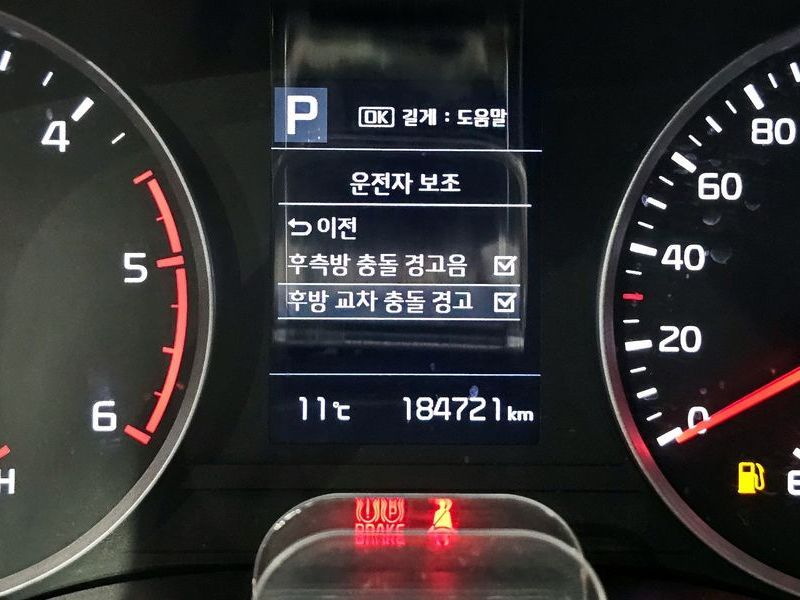 P OK 길게 : 도움말
운전자 보조
이전
후측방 충돌 경고음
후방 교차 충돌 경고
11℃ 184721km
4
5
6
H
80
60
40
20
0
E
BRAKE